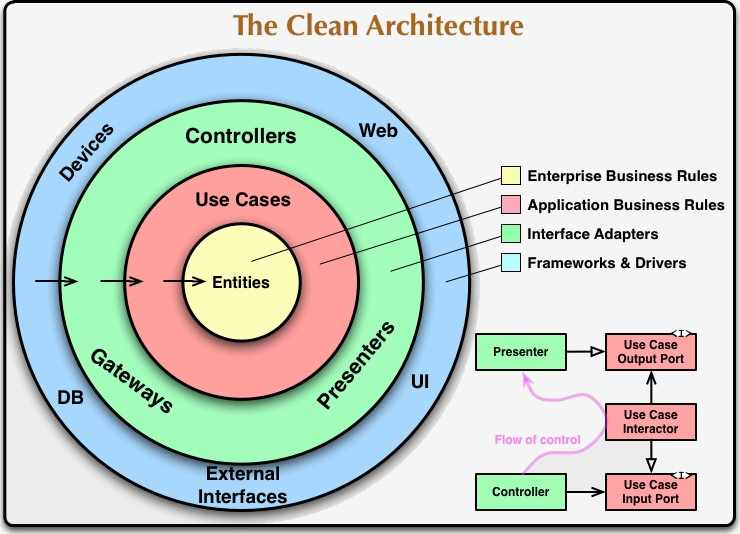 The Clean Architecture
Devices
Web
Controllers
Use Cases
Entities
Gateways
Presenters
DB
UI
External
Interfaces
Enterprise Business Rules
Application Business Rules
Interface Adapters
Frameworks & Drivers
Presenter
<I>
Use Case
Output Port
Use Case
Interactor
Flow of control
Controller
<I>
Use Case
Input Port